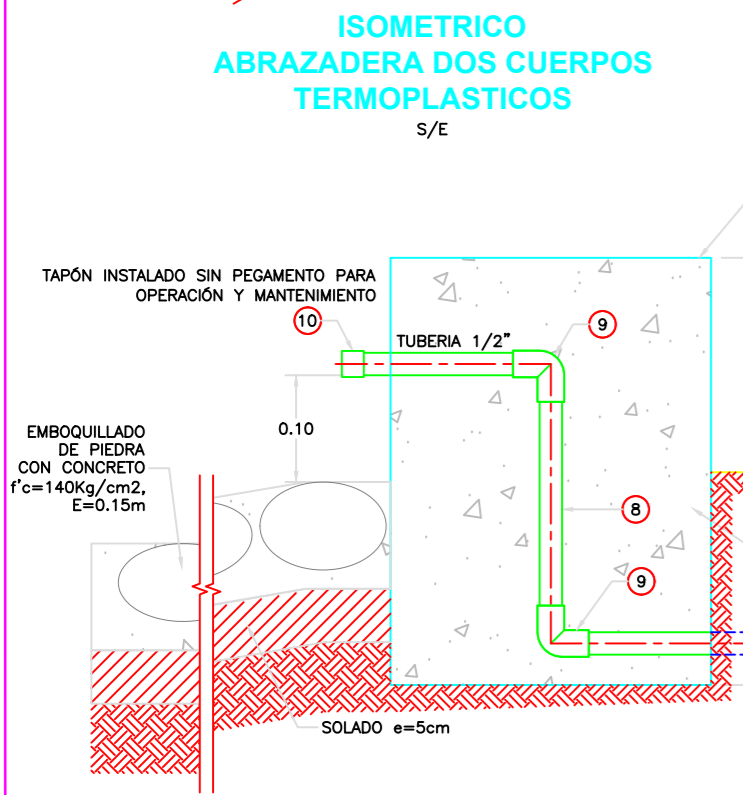 ISOMETRICO
ABRAZADERA DOS CUERPOS
TERMOPLASTICOS
S/E
TAPÓN INSTALADO SIN PEGAMENTO PARA
OPERACIÓN Y MANTENIMIENTO
10
TUBERIA 1/2"
9
0.10
EMBOQUILLADO
DE PIEDRA
CON CONCRETO
f'c=140Kg/cm2,
E=0.15m
8
9
SOLADO e=5cm